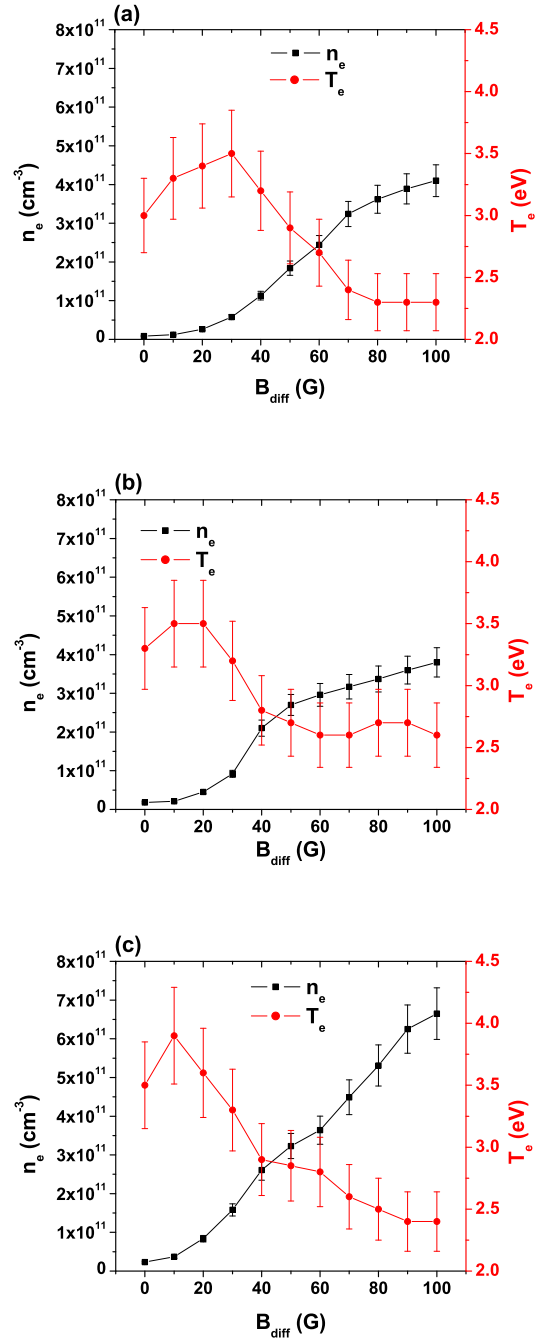 (a)
8x10^11
7x10^11
6x10^11
5x10^11
4x10^11
3x10^11
2x10^11
1x10^11
0
n_e (cm^-3)
n_e
T_e
4.5
4.0
3.5
3.0
2.5
2.0
T_e (eV)
0 20 40 60 80 100
B_diff (G)
(b)
8x10^11
7x10^11
6x10^11
5x10^11
4x10^11
3x10^11
2x10^11
1x10^11
0
n_e (cm^-3)
n_e
T_e
4.5
4.0
3.5
3.0
2.5
2.0
T_e (eV)
0 20 40 60 80 100
B_diff (G)
(c)
8x10^11
7x10^11
6x10^11
5x10^11
4x10^11
3x10^11
2x10^11
1x10^11
0
n_e (cm^-3)
n_e
T_e
4.5
4.0
3.5
3.0
2.5
2.0
T_e (eV)
0 20 40 60 80 100
B_diff (G)